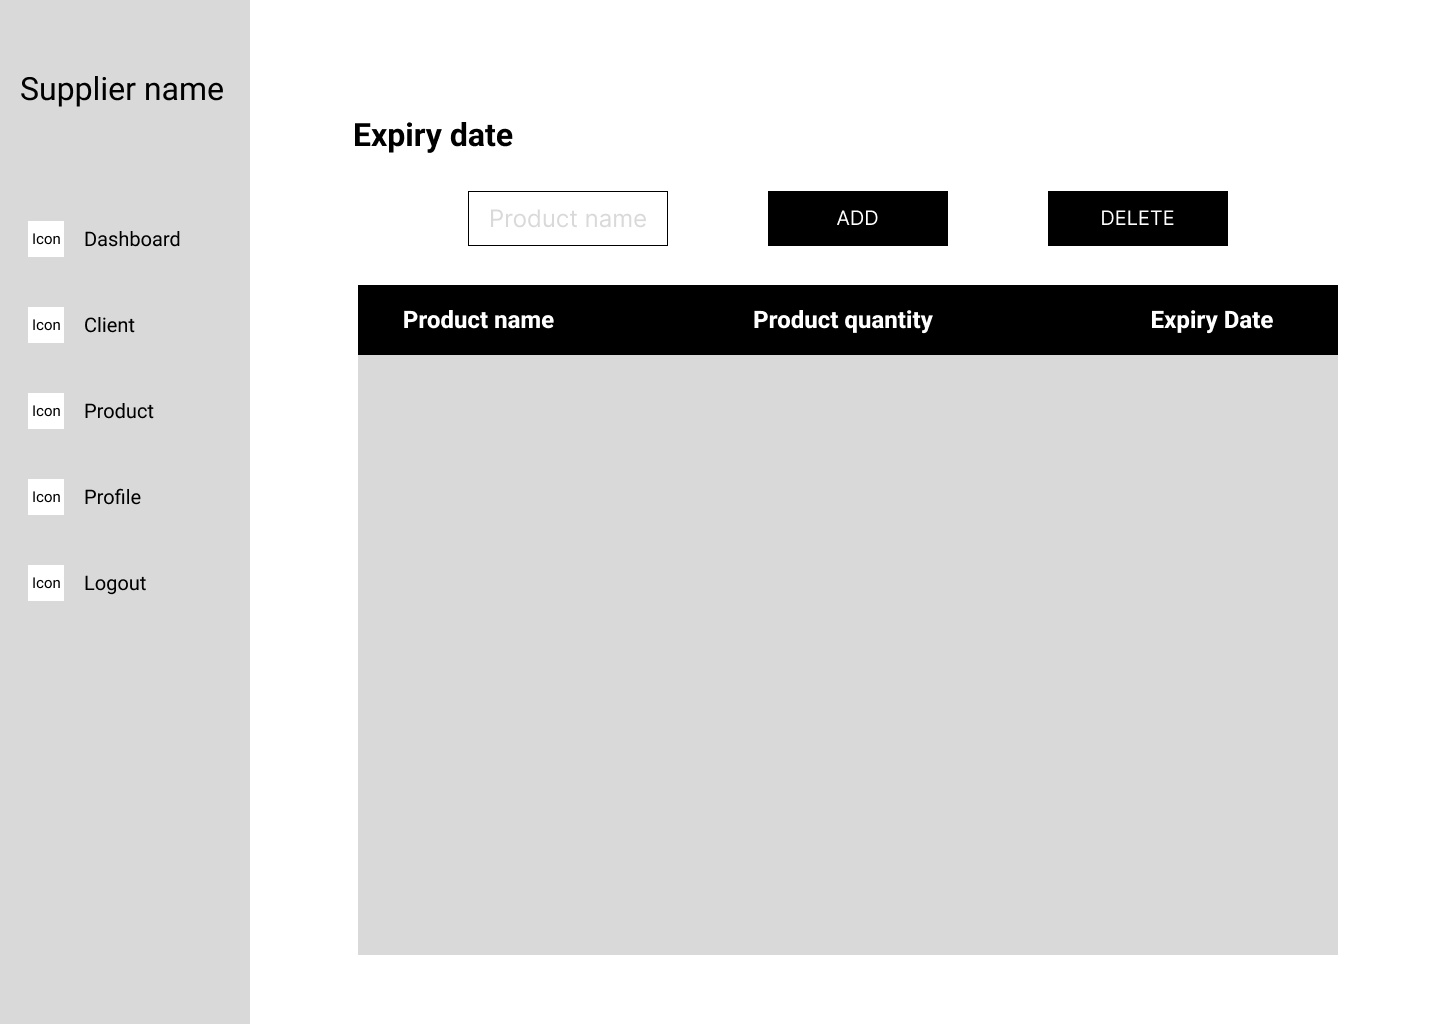 Supplier name
Icon Dashboard
Icon Client
Icon Product
Icon Profile
Icon Logout
Expiry date
Product name ADD DELETE
Product name Product quantity Expiry Date